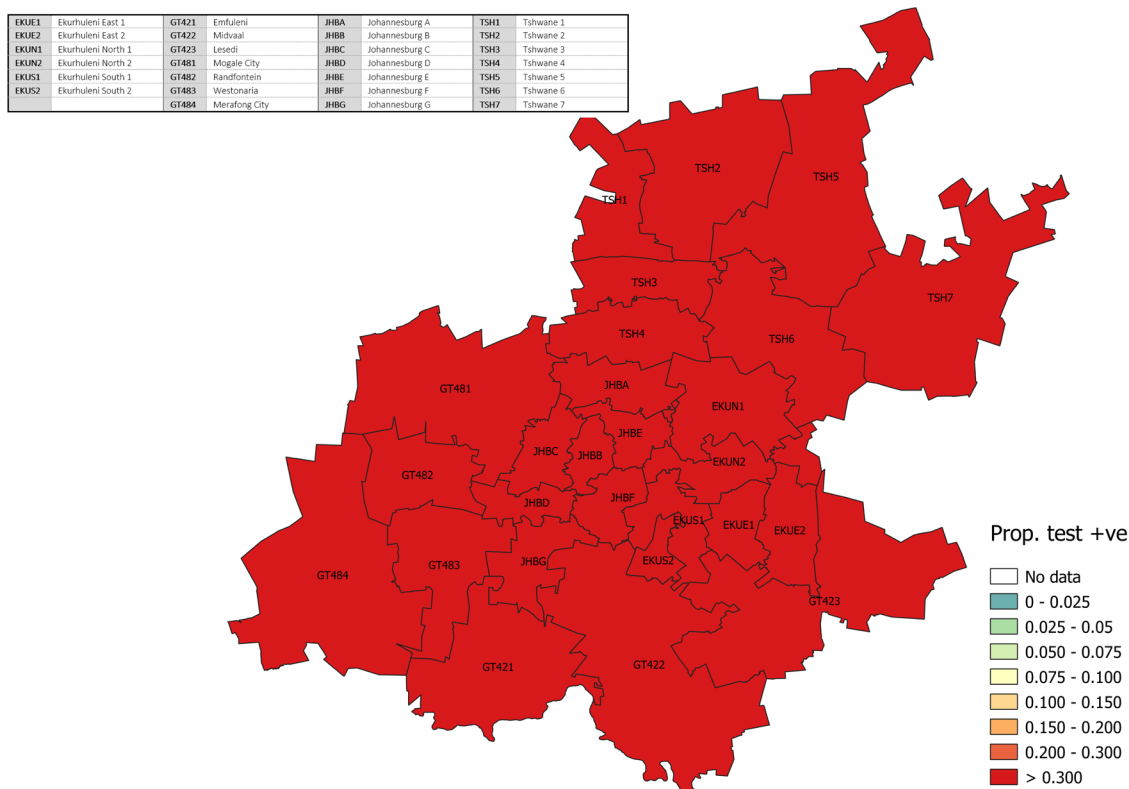 EKUE1 Ekurhuleni East 1 GT421 Emfuleni JHBA Johannesburg A TSH1 Tshwane 1
EKUE2 Ekurhuleni East 2 GT422 Midvaal JHBB Johannesburg B TSH2 Tshwane 2
EKUN1 Ekurhuleni North 1 GT423 Lesedi JHBC Johannesburg C TSH3 Tshwane 3
EKUN2 Ekurhuleni North 2 GT481 Mogale City JHBD Johannesburg D TSH4 Tshwane 4
EKUS1 Ekurhuleni South 1 GT482 Randfontein JHBE Johannesburg E TSH5 Tshwane 5
EKUS2 Ekurhuleni South 2 GT483 Westonaria JHBF Johannesburg F TSH6 Tshwane 6
GT484 Merafong City JHBG Johannesburg G TSH7 Tshwane 7
TSH2
TSH5
TSH1
TSH3
TSH7
TSH4
TSH6
GT481
JHBA
EKUN1
JHBE
JHBC
JHBB
EKUN2
GT482
JHBD
JHBF
EKUS1
EKUE1
EKUE2
GT484
GT483
JHBG
EKUS2
GT423
GT421
GT422
Prop. test +ve
No data
0 - 0.025
0.025 - 0.05
0.050 - 0.075
0.075 - 0.100
0.100 - 0.150
0.150 - 0.200
0.200 - 0.300
> 0.300